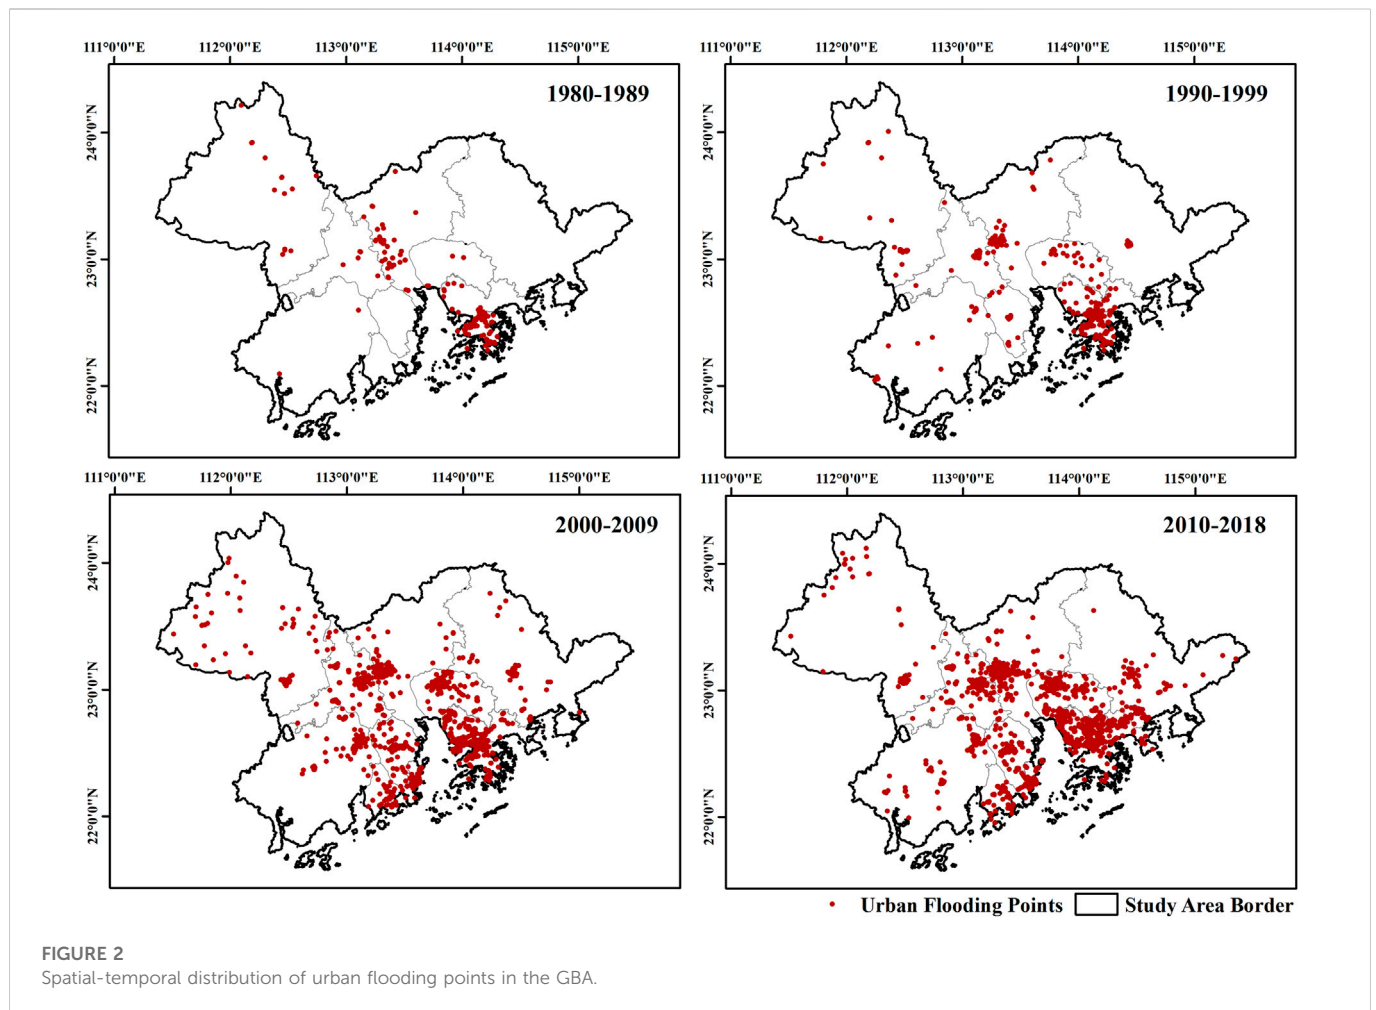 111°0'0"E 112°0'0"E 113°0'0"E 114°0'0"E 115°0'0"E
1980-1989
24°0'0"N
23°0'0"N
22°0'0"N
111°0'0"E 112°0'0"E 113°0'0"E 114°0'0"E 115°0'0"E
1990-1999
24°0'0"N
23°0'0"N
22°0'0"N
111°0'0"E 112°0'0"E 113°0'0"E 114°0'0"E 115°0'0"E
2000-2009
24°0'0"N
23°0'0"N
22°0'0"N
111°0'0"E 112°0'0"E 113°0'0"E 114°0'0"E 115°0'0"E
2010-2018
24°0'0"N
23°0'0"N
22°0'0"N
Urban Flooding Points Study Area Border
FIGURE 2
Spatial-temporal distribution of urban flooding points in the GBA.